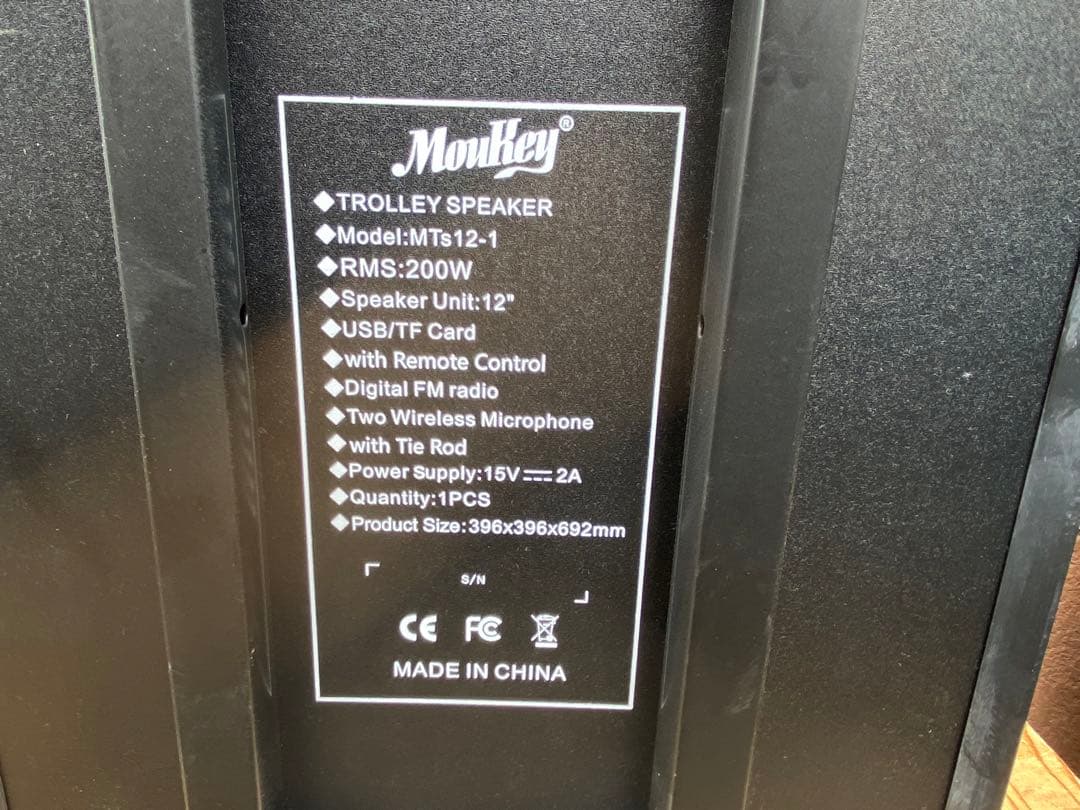 MouKey®
◆TROLLEY SPEAKER
◆Model:MTs12-1
◆RMS:200W
◆Speaker Unit:12"
◆USB/TF Card
◆with Remote Control
◆Digital FM radio
◆Two Wireless Microphone
◆with Tie Rod
◆Power Supply:15V⎓2A
◆Quantity:1PCS
◆Product Size:396x396x692mm
S/N
CE FC
MADE IN CHINA